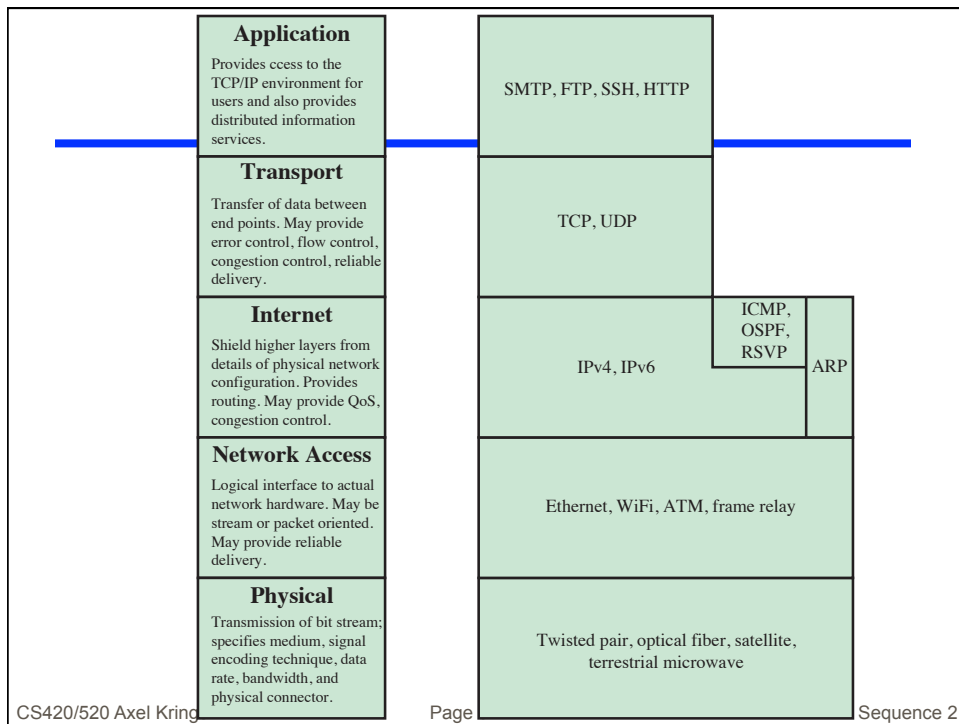 Application
Provides ccess to the
TCP/IP environment for
users and also provides
distributed information
services.
SMTP, FTP, SSH, HTTP
Transport
Transfer of data between
end points. May provide
error control, flow control,
congestion control, reliable
delivery.
TCP, UDP
Internet
Shield higher layers from
details of physical network
configuration. Provides
routing. May provide QoS,
congestion control.
IPv4, IPv6
ICMP,
OSPF,
RSVP
ARP
Network Access
Logical interface to actual
network hardware. May be
stream or packet oriented.
May provide reliable
delivery.
Ethernet, WiFi, ATM, frame relay
Physical
Transmission of bit stream;
specifies medium, signal
encoding technique, data
rate, bandwidth, and
physical connector.
Twisted pair, optical fiber, satellite,
terrestrial microwave
CS420/520 Axel Kring
Page
Sequence 2